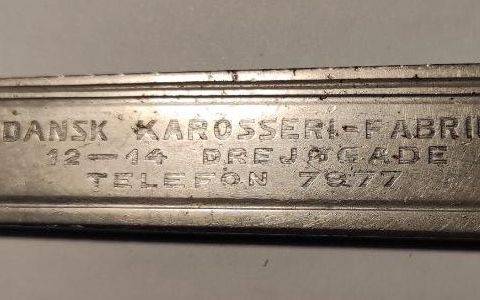 DANSK KAROSSERI-FABRI
12—14 DREJØGADE
TELEFON 7977